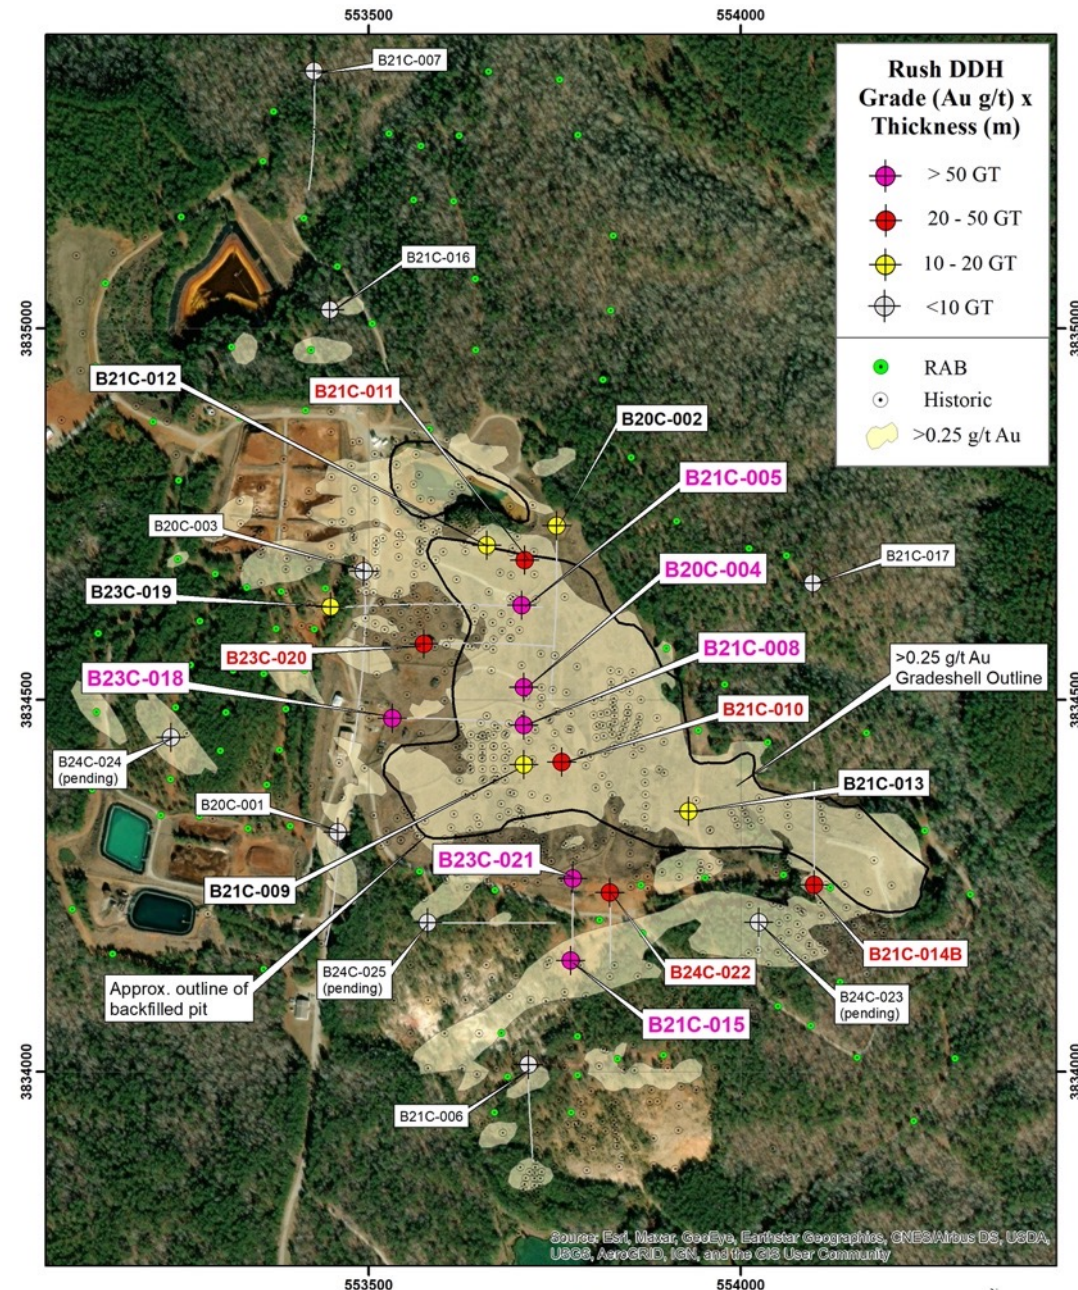 553500
554000
B21C-007
Rush DDH
Grade (Au g/t) x
Thickness (m)
> 50 GT
20 - 50 GT
10 - 20 GT
<10 GT
RAB
Historic
>0.25 g/t Au
B21C-016
3835000
3835000
B21C-012
B21C-011
B20C-002
B21C-005
B20C-003
B21C-017
B20C-004
B23C-019
B21C-008
B23C-020
>0.25 g/t Au
Gradeshell Outline
B23C-018
3834500
3834500
B21C-010
B24C-024
(pending)
B21C-013
B20C-001
B23C-021
B21C-009
B21C-014B
B24C-022
B24C-025
(pending)
Approx. outline of
backfilled pit
B24C-023
(pending)
B21C-015
3834000
3834000
B21C-006
Source: Esri, Maxar, GeoEye, Earthstar Geographics, CNES/Airbus DS, USDA,
USGS, AeroGRID, IGN, and the GIS User Community
553500
554000